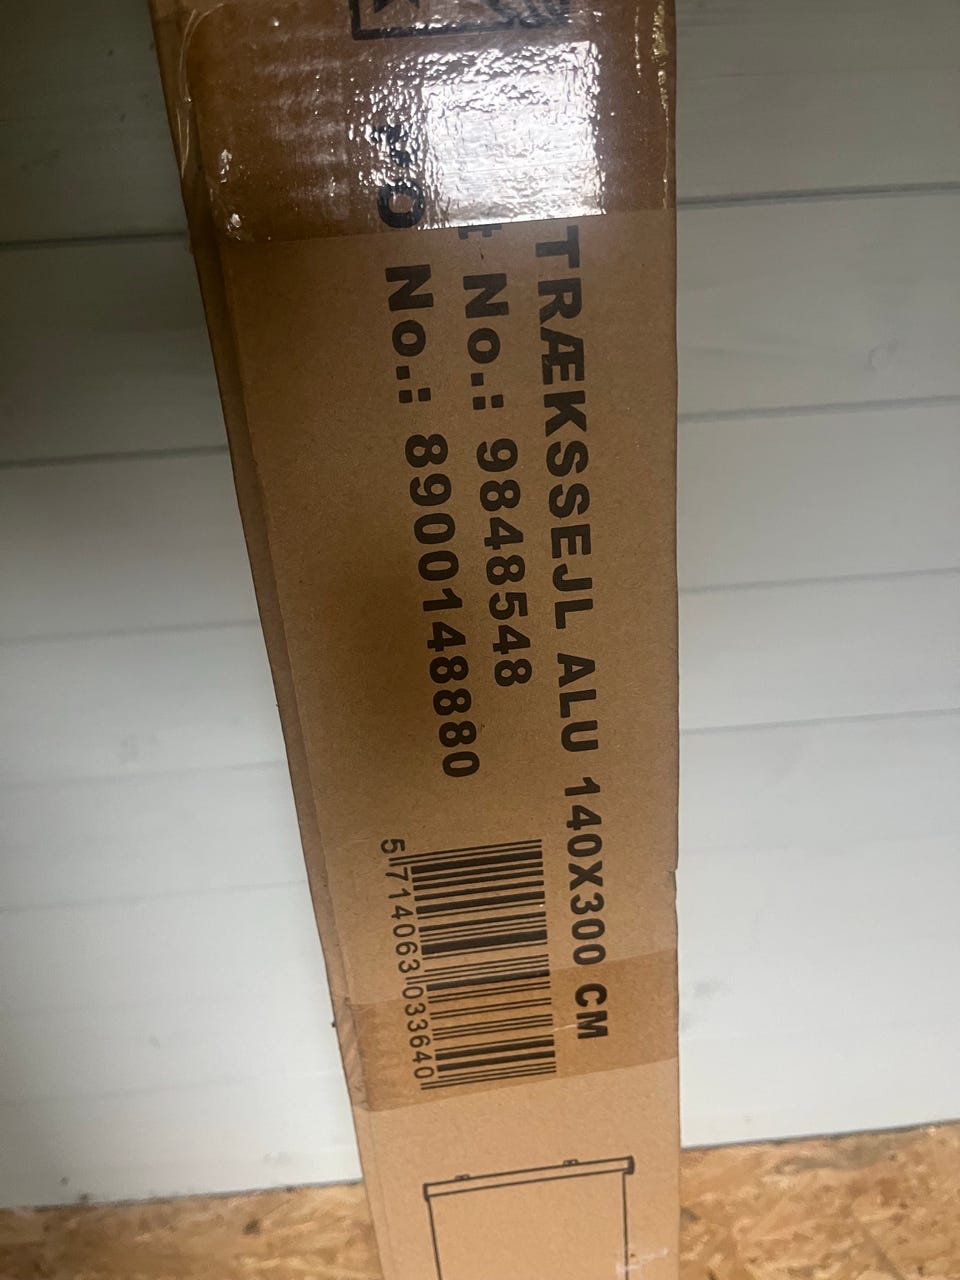 TRÆKSSEJL ALU 140X300 CM
No.: 9848548
No.: 8900148880
5714063033640